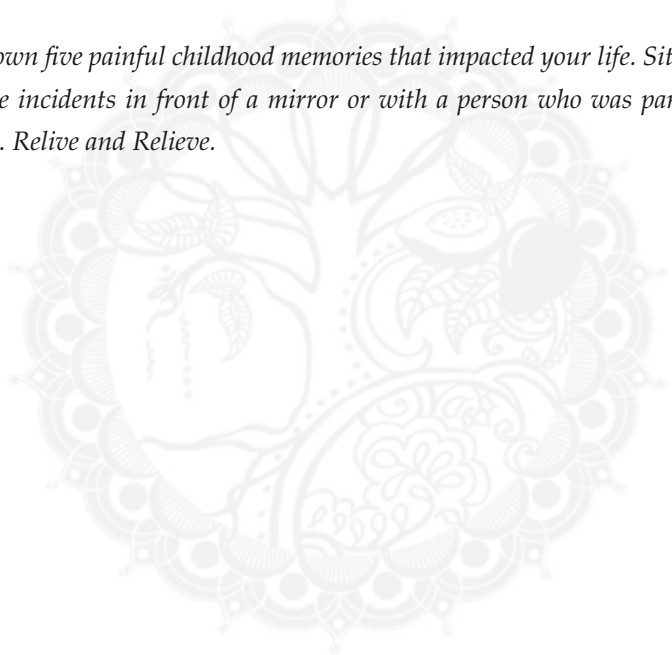 own five painful childhood memories that impacted your life. Sit
e incidents in front of a mirror or with a person who was par
. Relive and Relieve.